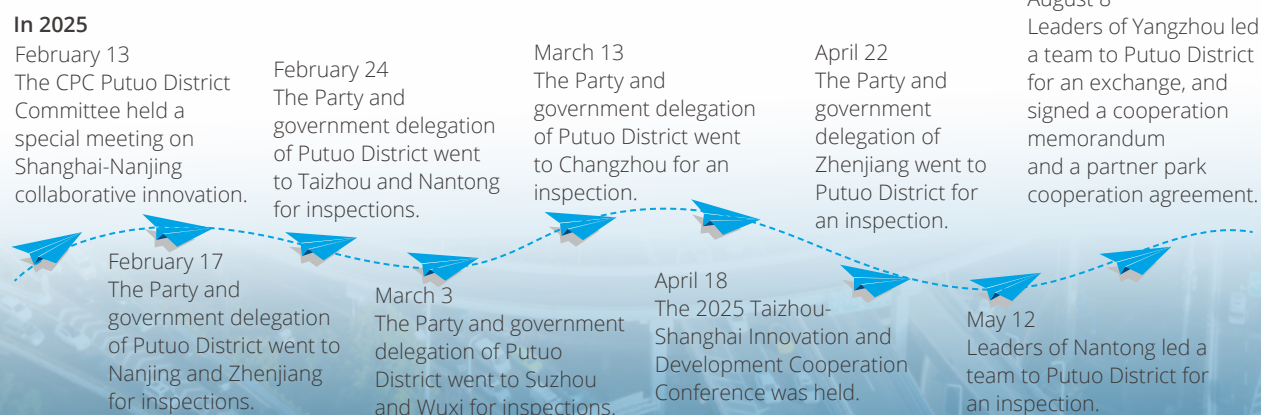 In 2025
February 13
The CPC Putuo District
Committee held a
special meeting on
Shanghai-Nanjing
collaborative innovation.
February 17
The Party and
government delegation
of Putuo District went to
Nanjing and Zhenjiang
for inspections.
February 24
The Party and
government delegation
of Putuo District went
to Taizhou and Nantong
for inspections.
March 3
The Party and government
delegation of Putuo
District went to Suzhou
and Wuxi for inspections.
March 13
The Party and
government delegation
of Putuo District went
to Changzhou for an
inspection.
April 18
The 2025 Taizhou-
Shanghai Innovation and
Development Cooperation
Conference was held.
April 22
The Party and
government
delegation of
Zhenjiang went to
Putuo District for
an inspection.
May 12
Leaders of Nantong led a
team to Putuo District for
an inspection.
August 8
Leaders of Yangzhou led
a team to Putuo District
for an exchange, and
signed a cooperation
memorandum
and a partner park
cooperation agreement.